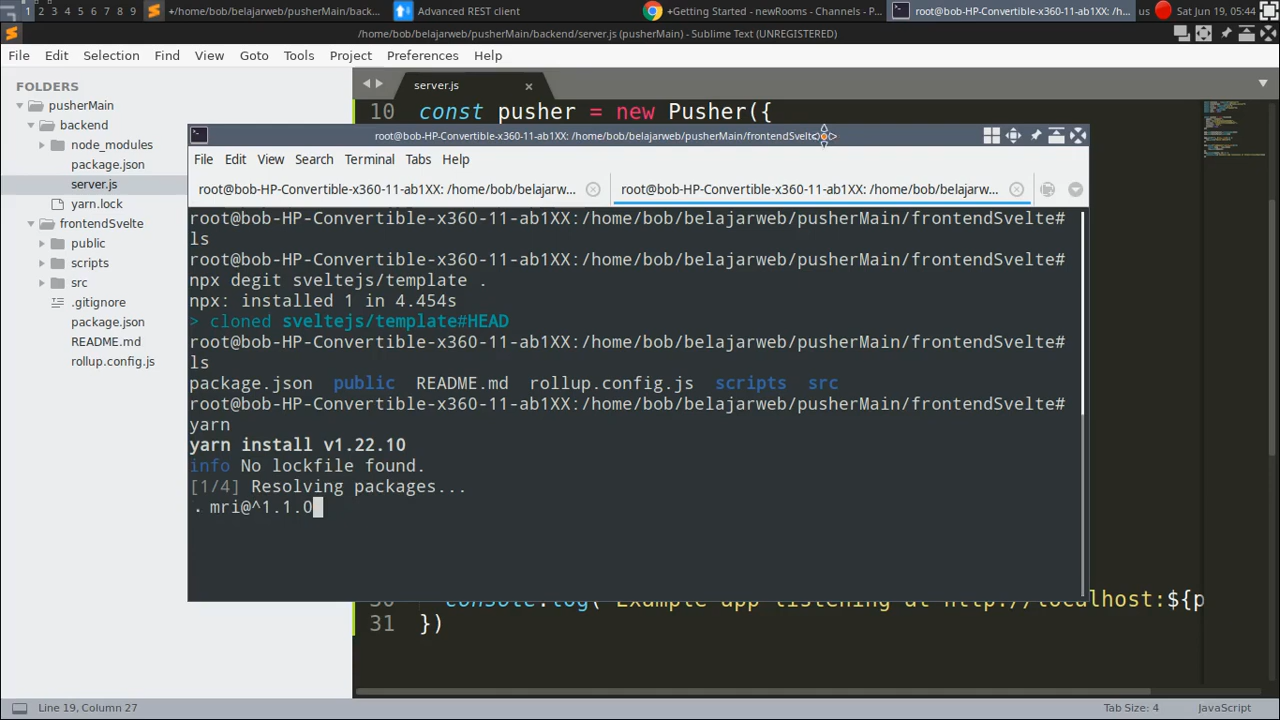 1 2 3 4 5 6 7 8 9
+/home/bob/belajarweb/pusherMain/back...
Advanced REST client
+Getting Started - newRooms - Channels - P...
root@bob-HP-Convertible-x360-11-ab1XX: /h...
us
Sat Jun 19, 05:44
/home/bob/belajarweb/pusherMain/backend/server.js (pusherMain) - Sublime Text (UNREGISTERED)
File Edit Selection Find View Goto Tools Project Preferences Help
FOLDERS
pusherMain
backend
node_modules
package.json
server.js
yarn.lock
frontendSvelte
public
scripts
src
.gitignore
package.json
README.md
rollup.config.js
server.js
10 const pusher = new Pusher({
root@bob-HP-Convertible-x360-11-ab1XX: /home/bob/belajarweb/pusherMain/frontendSvelte
File Edit View Search Terminal Tabs Help
root@bob-HP-Convertible-x360-11-ab1XX: /home/bob/belajarw...
root@bob-HP-Convertible-x360-11-ab1XX: /home/bob/belajarw...
root@bob-HP-Convertible-x360-11-ab1XX:/home/bob/belajarweb/pusherMain/frontendSvelte#
ls
root@bob-HP-Convertible-x360-11-ab1XX:/home/bob/belajarweb/pusherMain/frontendSvelte#
npx degit sveltejs/template .
npx: installed 1 in 4.454s
> cloned sveltejs/template#HEAD
root@bob-HP-Convertible-x360-11-ab1XX:/home/bob/belajarweb/pusherMain/frontendSvelte#
ls
package.json public README.md rollup.config.js scripts src
root@bob-HP-Convertible-x360-11-ab1XX:/home/bob/belajarweb/pusherMain/frontendSvelte#
yarn
yarn install v1.22.10
info No lockfile found.
[1/4] Resolving packages...
. mri@^1.1.0
30 console.log(`Example app listening at http://localhost:${p
31 })
Line 19, Column 27
Tab Size: 4
JavaScript